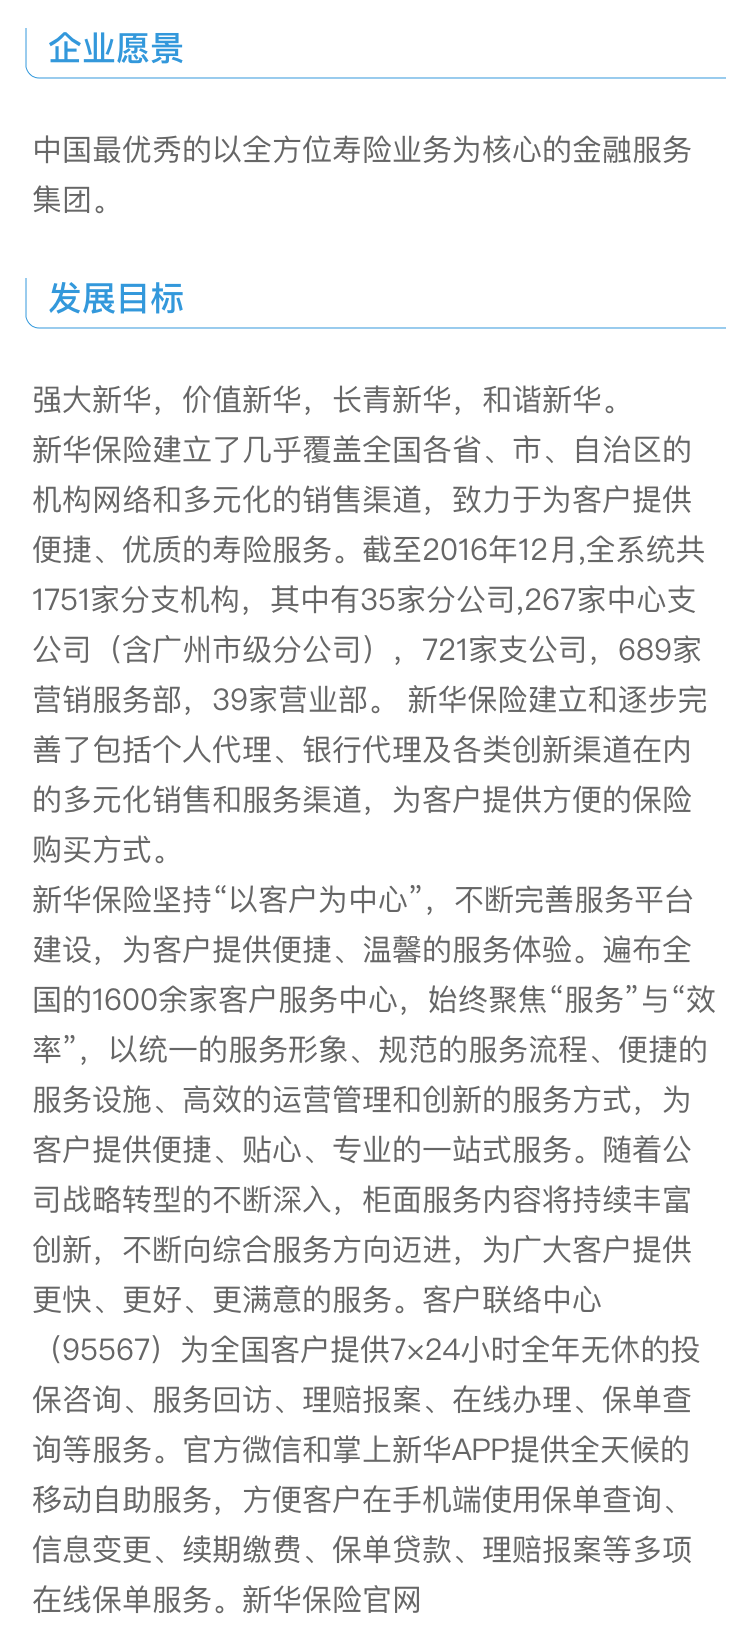 企业愿景
中国最优秀的以全方位寿险业务为核心的金融服务
集团。
发展目标
强大新华，价值新华，长青新华，和谐新华。
新华保险建立了几乎覆盖全国各省、市、自治区的
机构网络和多元化的销售渠道，致力于为客户提供
便捷、优质的寿险服务。截至2016年12月,全系统共
1751家分支机构，其中有35家分公司,267家中心支
公司（含广州市级分公司），721家支公司，689家
营销服务部，39家营业部。 新华保险建立和逐步完
善了包括个人代理、银行代理及各类创新渠道在内
的多元化销售和服务渠道，为客户提供方便的保险
购买方式。
新华保险坚持“以客户为中心”，不断完善服务平台
建设，为客户提供便捷、温馨的服务体验。遍布全
国的1600余家客户服务中心，始终聚焦“服务”与“效
率”，以统一的服务形象、规范的服务流程、便捷的
服务设施、高效的运营管理和创新的服务方式，为
客户提供便捷、贴心、专业的一站式服务。随着公
司战略转型的不断深入，柜面服务内容将持续丰富
创新，不断向综合服务方向迈进，为广大客户提供
更快、更好、更满意的服务。客户联络中心
（95567）为全国客户提供7×24小时全年无休的投
保咨询、服务回访、理赔报案、在线办理、保单查
询等服务。官方微信和掌上新华APP提供全天候的
移动自助服务，方便客户在手机端使用保单查询、
信息变更、续期缴费、保单贷款、理赔报案等多项
在线保单服务。新华保险官网